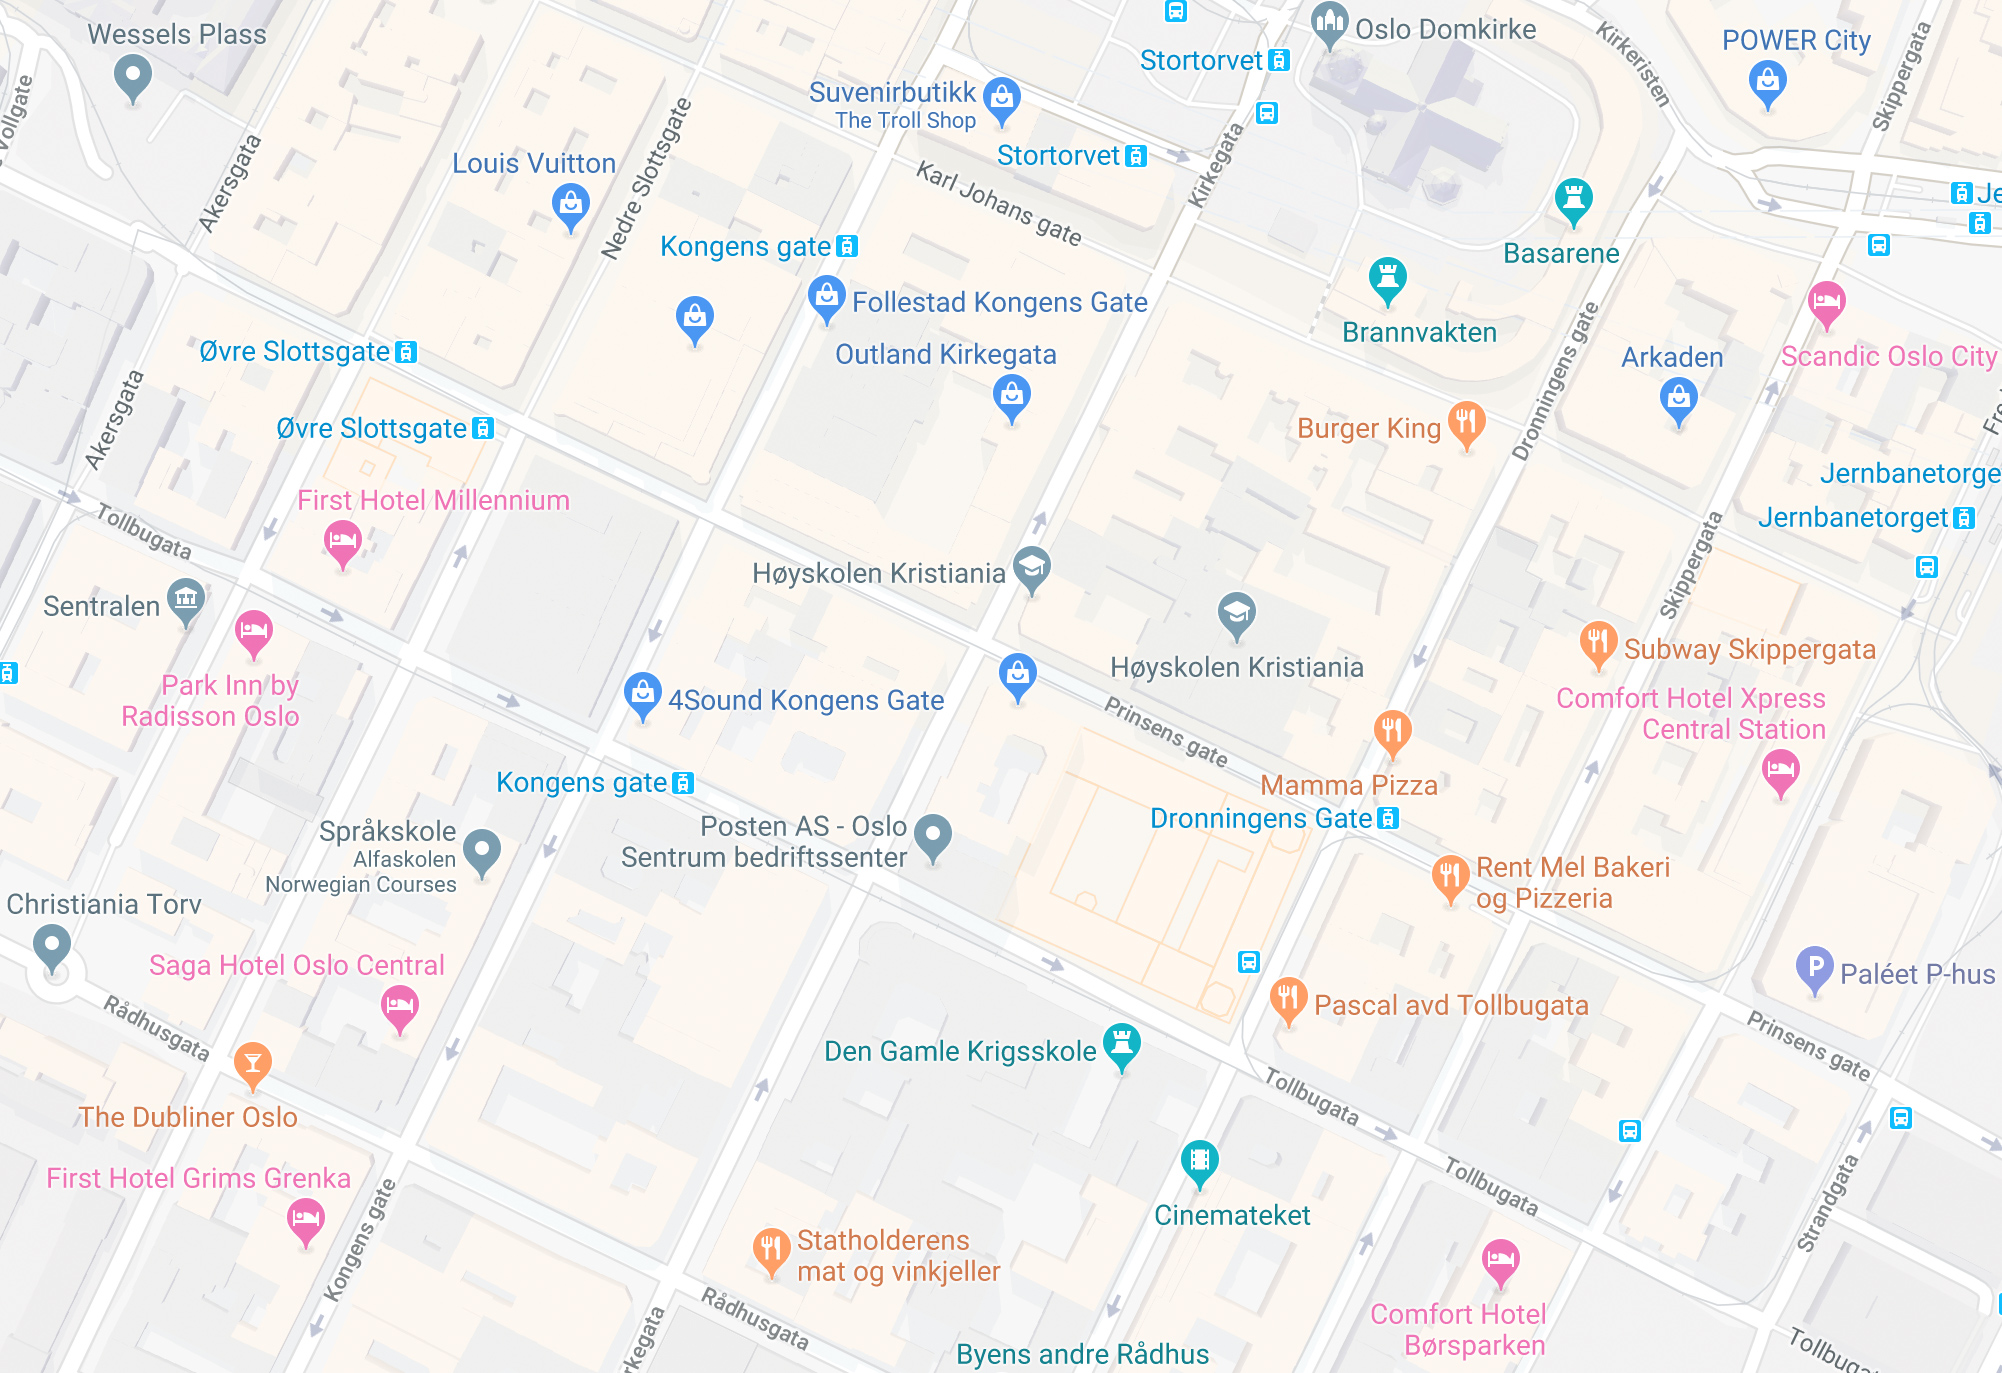 Wessels Plass
Oslo Domkirke
POWER City
Stortorvet
Kirkeristen
Skippergata
Suvenirbutikk
The Troll Shop
Stortorvet
Louis Vuitton
Akersgata
Nedre Slottsgate
Karl Johans gate
Kirkegata
Vollgate
Kongens gate
Basarene
Follestad Kongens Gate
Brannvakten
Øvre Slottsgate
Outland Kirkegata
Arkaden
Scandic Oslo City
Dronningens gate
Akersgata
Øvre Slottsgate
Burger King
Jernbanetorge
First Hotel Millennium
Jernbanetorget
Tollbugata
Skippergata
Høyskolen Kristiania
Sentralen
Høyskolen Kristiania
Subway Skippergata
Park Inn by
Radisson Oslo
4Sound Kongens Gate
Prinsens gate
Comfort Hotel Xpress
Central Station
Kongens gate
Mamma Pizza
Dronningens Gate
Språkskole
Alfaskolen
Norwegian Courses
Posten AS - Oslo
Sentrum bedriftssenter
Rent Mel Bakeri
og Pizzeria
Christiania Torv
Saga Hotel Oslo Central
Paléet P-hus
P
Pascal avd Tollbugata
Rådhusgata
Den Gamle Krigsskole
Prinsens gate
Tollbugata
The Dubliner Oslo
First Hotel Grims Grenka
Tollbugata
Cinemateket
Strandgata
Kongens gate
Statholderens
mat og vinkjeller
Rådhusgata
Comfort Hotel
Børsparken
rkegata
Byens andre Rådhus
Tollbuga